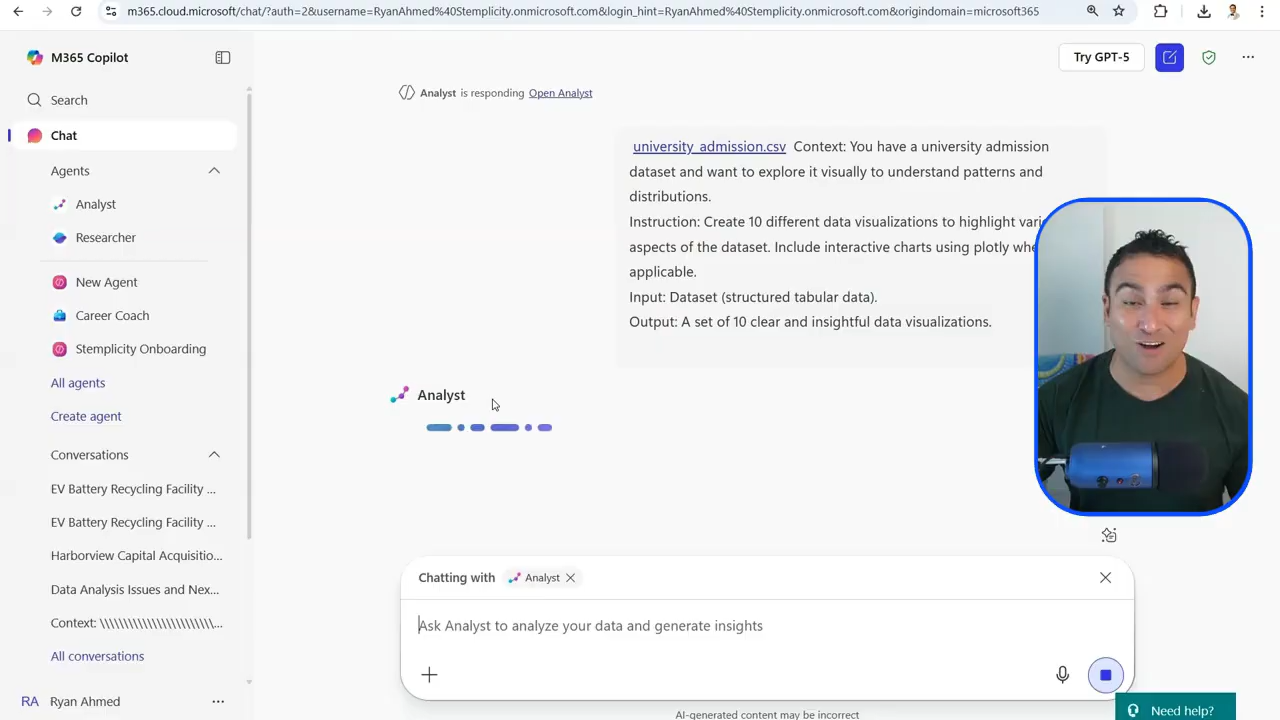 m365.cloud.microsoft/chat/?auth=2&username=RyanAhmed%40Stemplicity.onmicrosoft.com&login_hint=RyanAhmed%40Stemplicity.onmicrosoft.com&origindomain=microsoft365
M365 Copilot
Try GPT-5
Search
Chat
Agents
Analyst
Researcher
New Agent
Career Coach
Stemplicity Onboarding
All agents
Create agent
Conversations
EV Battery Recycling Facility ...
EV Battery Recycling Facility ...
Harborview Capital Acquisitio...
Data Analysis Issues and Nex...
Context: \\\\\\\\\\\\\\\\\\\\\\\...
All conversations
RA Ryan Ahmed
Analyst is responding Open Analyst
university_admission.csv Context: You have a university admission
dataset and want to explore it visually to understand patterns and
distributions.
Instruction: Create 10 different data visualizations to highlight
aspects of the dataset. Include interactive charts using plotly
applicable.
Input: Dataset (structured tabular data).
Output: A set of 10 clear and insightful data visualizations.
Analyst
Chatting with Analyst
Ask Analyst to analyze your data and generate insights
AI-generated content may be incorrect
Need help?